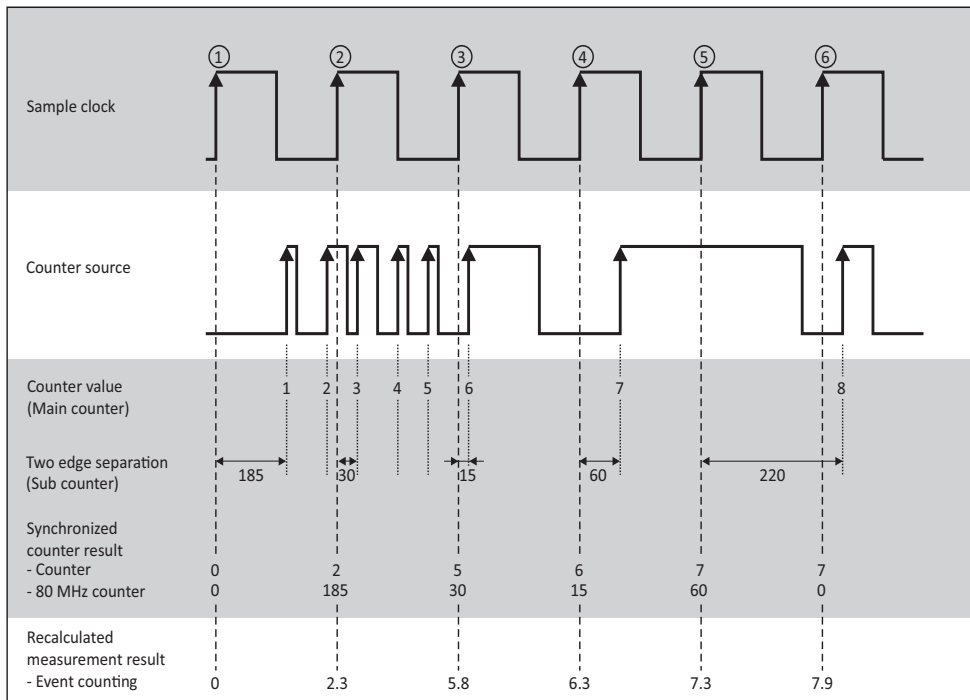 ① ② ③ ④ ⑤ ⑥
Sample clock
Counter source
Counter value
(Main counter)
1 2 3 4 5 6 7 8
Two edge separation
(Sub counter)
185 30 15 60 220
Synchronized
counter result
- Counter 0 2 5 6 7 7
- 80 MHz counter 0 185 30 15 60 0
Recalculated
measurement result
- Event counting 0 2.3 5.8 6.3 7.3 7.9